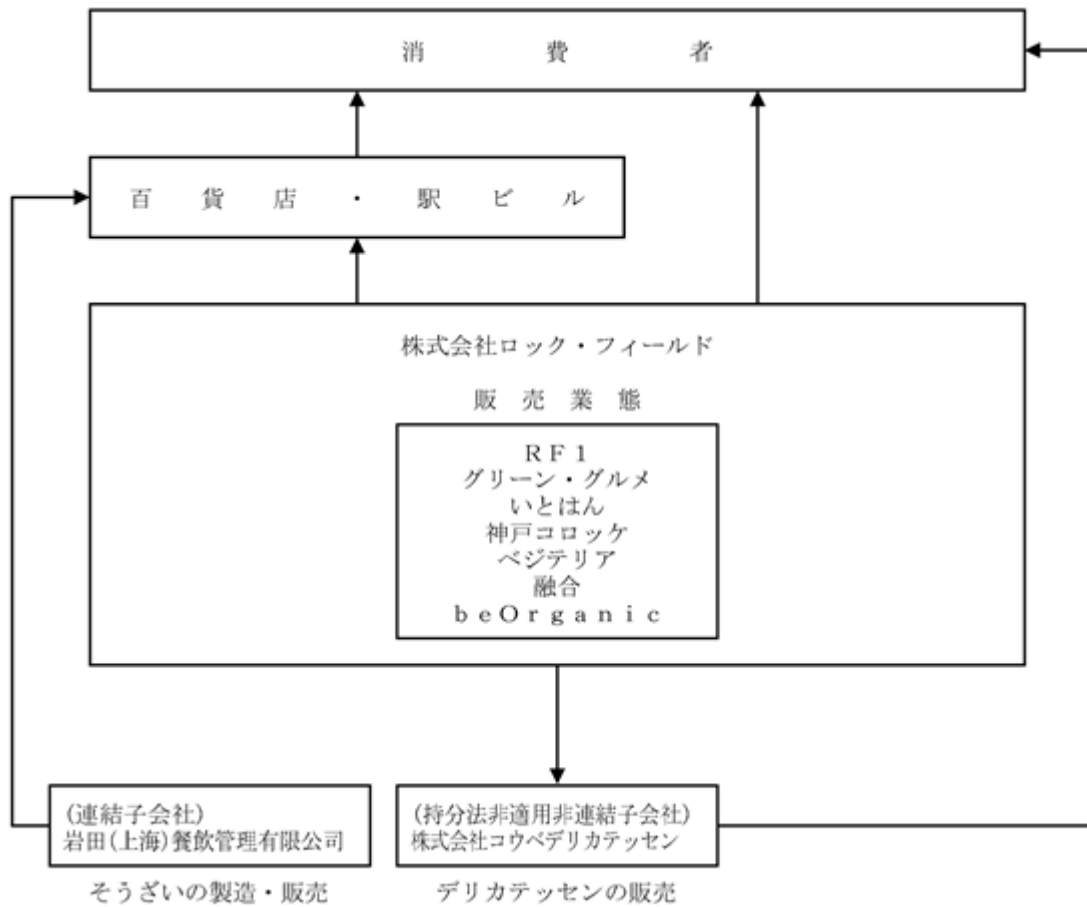 消費者
百貨店・駅ビル
株式会社ロック・フィールド
販売業態
ＲＦ１
グリーン・グルメ
いとはん
神戸コロッケ
ベジテリア
融合
ｂｅＯｒｇａｎｉｃ
(連結子会社)
岩田(上海)餐飲管理有限公司
そうざいの製造・販売
(持分法非適用非連結子会社)
株式会社コウベデリカテッセン
デリカテッセンの販売